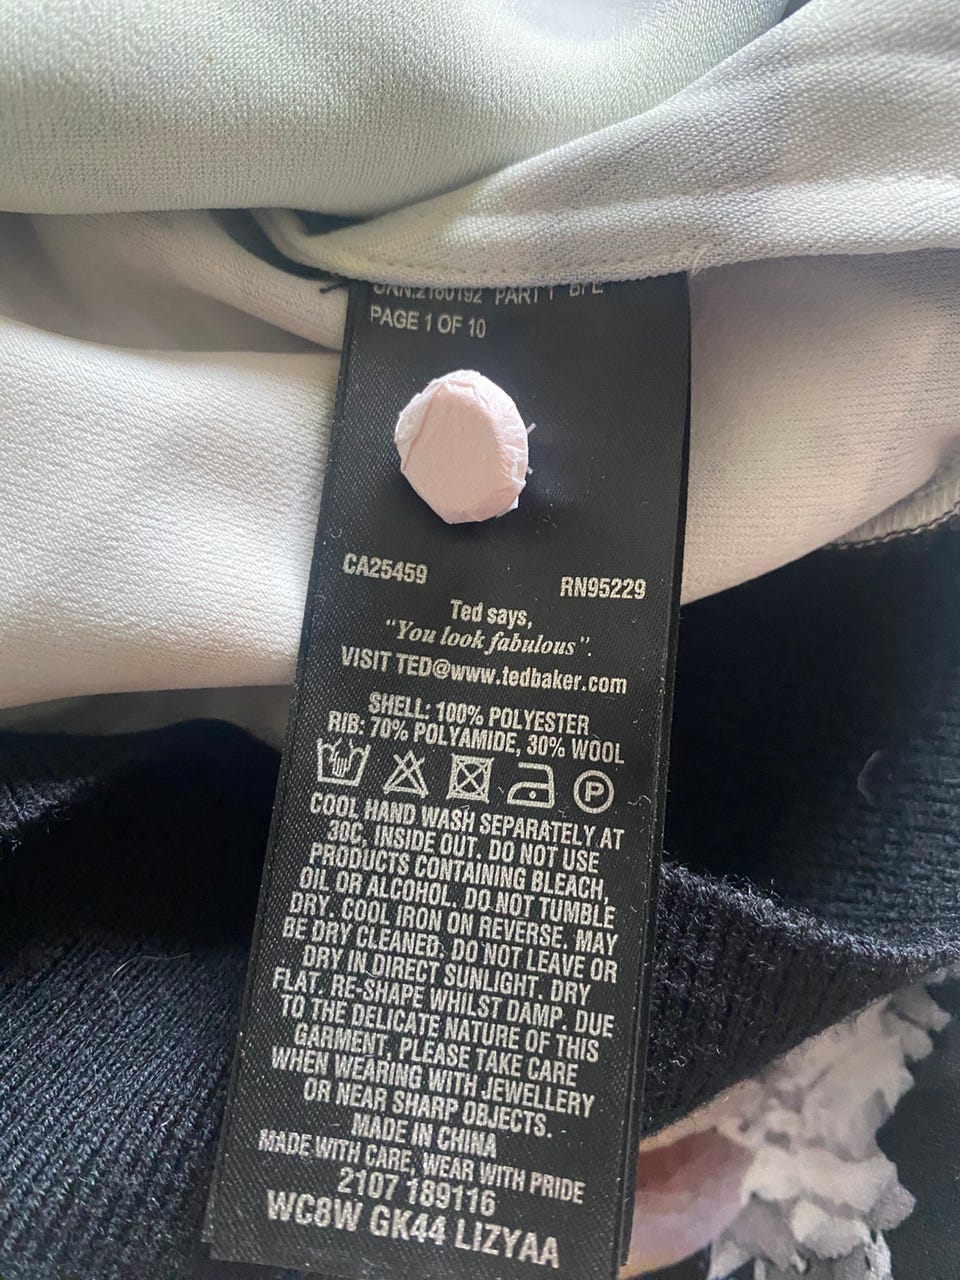 PAGE 1 OF 10
CA25459
RN95229
Ted says,
"You look fabulous".
VISIT TED@www.tedbaker.com
SHELL: 100% POLYESTER
RIB: 70% POLYAMIDE, 30% WOOL
P
COOL HAND WASH SEPARATELY AT
30C, INSIDE OUT. DO NOT USE
PRODUCTS CONTAINING BLEACH,
OIL OR ALCOHOL. DO NOT TUMBLE
DRY. COOL IRON ON REVERSE. MAY
BE DRY CLEANED. DO NOT LEAVE OR
DRY IN DIRECT SUNLIGHT. DRY
FLAT. RE-SHAPE WHILST DAMP. DUE
TO THE DELICATE NATURE OF THIS
GARMENT, PLEASE TAKE CARE
WHEN WEARING WITH JEWELLERY
OR NEAR SHARP OBJECTS.
MADE IN CHINA
MADE WITH CARE, WEAR WITH PRIDE
2107 189116
WC8W GK44 LIZYAA